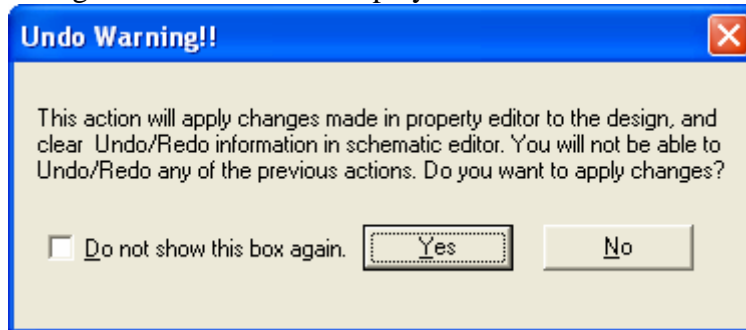 Undo Warning!!
This action will apply changes made in property editor to the design, and
clear Undo/Redo information in schematic editor. You will not be able to
Undo/Redo any of the previous actions. Do you want to apply changes?
Do not show this box again. Yes No